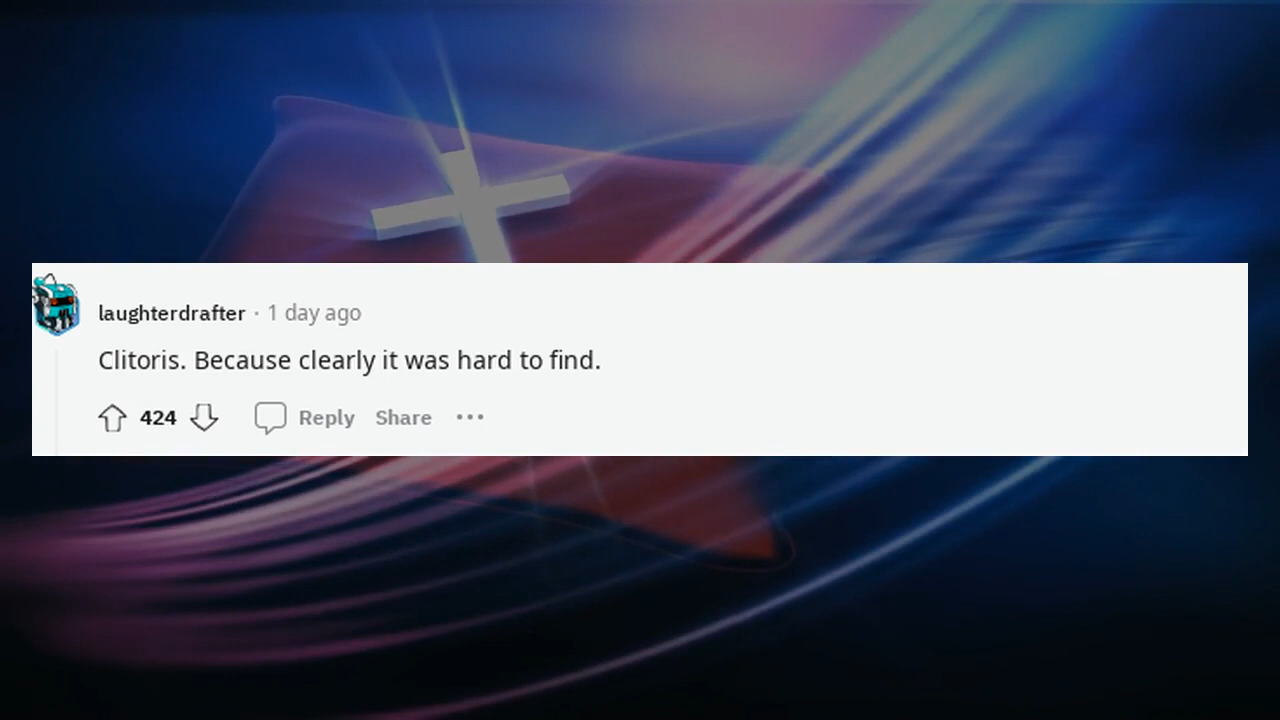 laughterdrafter · 1 day ago
Clitoris. Because clearly it was hard to find.
424 Reply Share ···